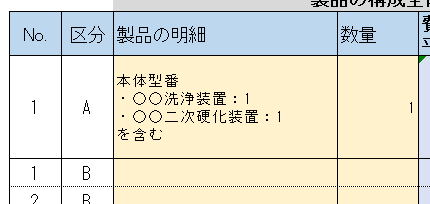 製品の構成全
No. 区分 製品の明細 数量
1 A 本体型番
・〇〇洗浄装置：1
・〇〇二次硬化装置：1
を含む
1
1 B
2 B